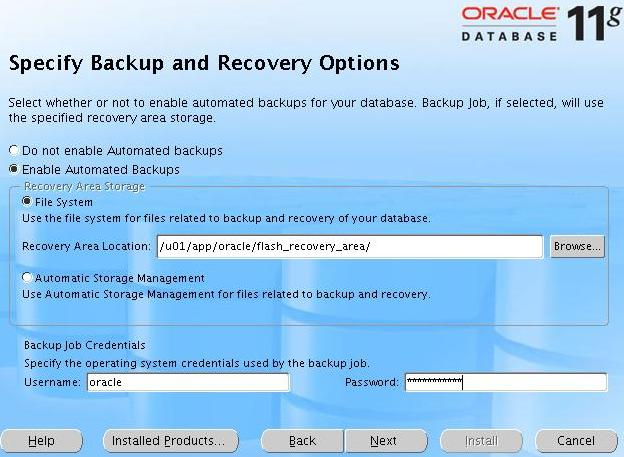 ORACLE 11g
DATABASE
Specify Backup and Recovery Options
Select whether or not to enable automated backups for your database. Backup Job, if selected, will use
the specified recovery area storage.
Do not enable Automated backups
Enable Automated Backups
Recovery Area Storage
File System
Use the file system for files related to backup and recovery of your database.
Recovery Area Location: /u01/app/oracle/flash_recovery_area/ Browse...
Automatic Storage Management
Use Automatic Storage Management for files related to backup and recovery.
Backup Job Credentials
Specify the operating system credentials used by the backup job.
Username: oracle Password: ***********
Help Installed Products... Back Next Install Cancel